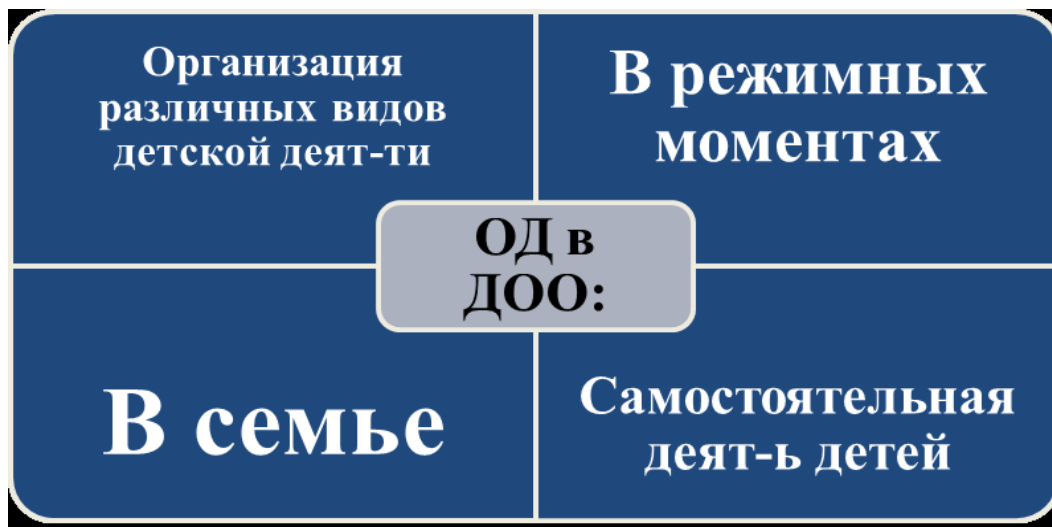 Организация
различных видов
детской деят-ти
В режимных
моментах
ОД в
ДОО:
В семье
Самостоятельная
деят-ь детей